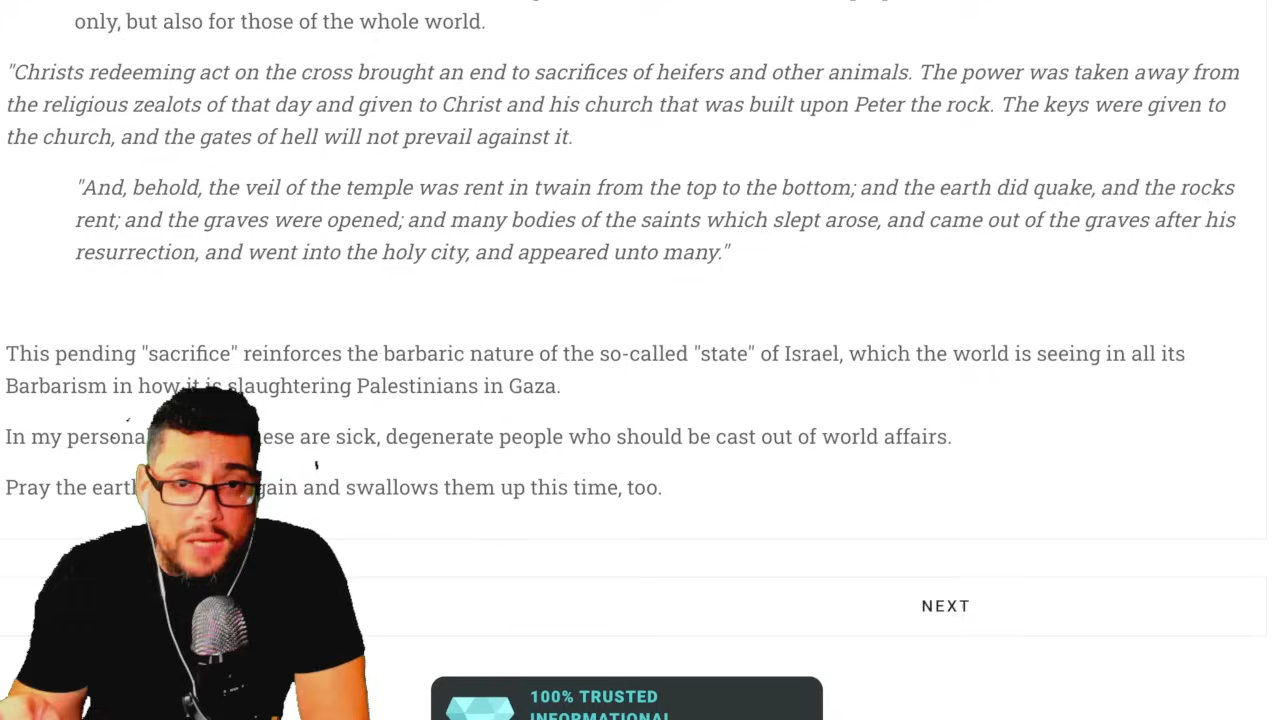 only, but also for those of the whole world.
"Christs redeeming act on the cross brought an end to sacrifices of heifers and other animals. The power was taken away from
the religious zealots of that day and given to Christ and his church that was built upon Peter the rock. The keys were given to
the church, and the gates of hell will not prevail against it.
"And, behold, the veil of the temple was rent in twain from the top to the bottom; and the earth did quake, and the rocks
rent; and the graves were opened; and many bodies of the saints which slept arose, and came out of the graves after his
resurrection, and went into the holy city, and appeared unto many."
This pending "sacrifice" reinforces the barbaric nature of the so-called "state" of Israel, which the world is seeing in all its
Barbarism in how it is slaughtering Palestinians in Gaza.
In my are sick, degenerate people who should be cast out of world affairs.
Pray the and swallows them up this time, too.
NEXT
100% TRUSTED
INFORMATIONAL